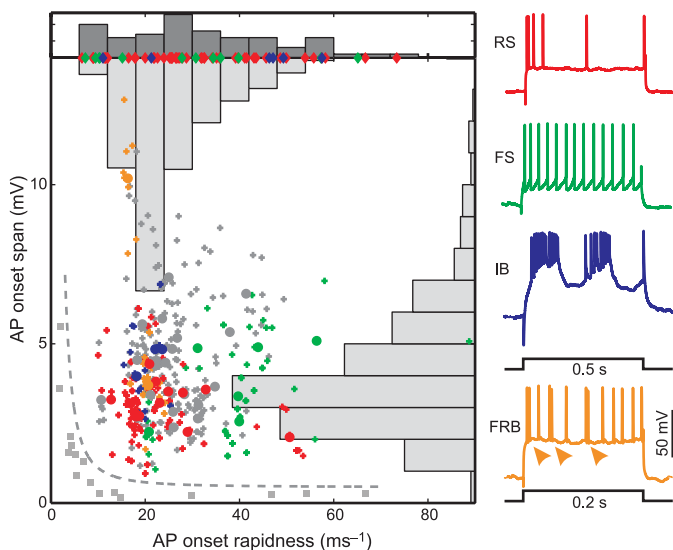 10
5
0
AP onset span (mV)
0 20 40 60 80
AP onset rapidness (ms⁻¹)
RS
FS
IB
0.5 s
FRB
50 mV
0.2 s